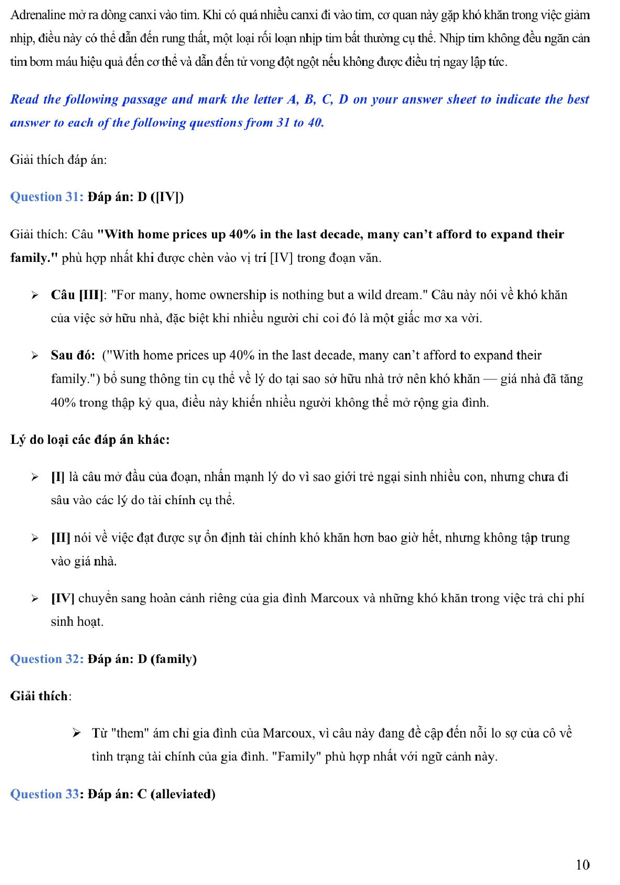 Adrenaline mở ra dòng canxi vào tim. Khi có quá nhiều canxi đi vào tim, cơ quan này gặp khó khăn trong việc giảm
nhịp, điều này có thể dẫn đến rung thất, một loại rối loạn nhịp tim bất thường cụ thể. Nhịp tim không đều ngăn cản
tim bơm máu hiệu quả đến cơ thể và dẫn đến tử vong đột ngột nếu không được điều trị ngay lập tức.
Read the following passage and mark the letter A, B, C, D on your answer sheet to indicate the best
answer to each of the following questions from 31 to 40.
Giải thích đáp án:
Question 31: Đáp án: D ([IV])
Giải thích: Câu "With home prices up 40% in the last decade, many can’t afford to expand their
family." phù hợp nhất khi được chèn vào vị trí [IV] trong đoạn văn.
➢ Câu [III]: "For many, home ownership is nothing but a wild dream." Câu này nói về khó khăn
của việc sở hữu nhà, đặc biệt khi nhiều người chỉ coi đó là một giấc mơ xa vời.
➢ Sau đó: ("With home prices up 40% in the last decade, many can’t afford to expand their
family.") bổ sung thông tin cụ thể về lý do tại sao sở hữu nhà trở nên khó khăn — giá nhà đã tăng
40% trong thập kỷ qua, điều này khiến nhiều người không thể mở rộng gia đình.
Lý do loại các đáp án khác:
➢ [I] là câu mở đầu của đoạn, nhấn mạnh lý do vì sao giới trẻ ngại sinh nhiều con, nhưng chưa đi
sâu vào các lý do tài chính cụ thể.
➢ [II] nói về việc đạt được sự ổn định tài chính khó khăn hơn bao giờ hết, nhưng không tập trung
vào giá nhà.
➢ [IV] chuyển sang hoàn cảnh riêng của gia đình Marcoux và những khó khăn trong việc trả chi phí
sinh hoạt.
Question 32: Đáp án: D (family)
Giải thích:
➢ Từ "them" ám chỉ gia đình của Marcoux, vì câu này đang đề cập đến nỗi lo sợ của cô về
tình trạng tài chính của gia đình. "Family" phù hợp nhất với ngữ cảnh này.
Question 33: Đáp án: C (alleviated)
10